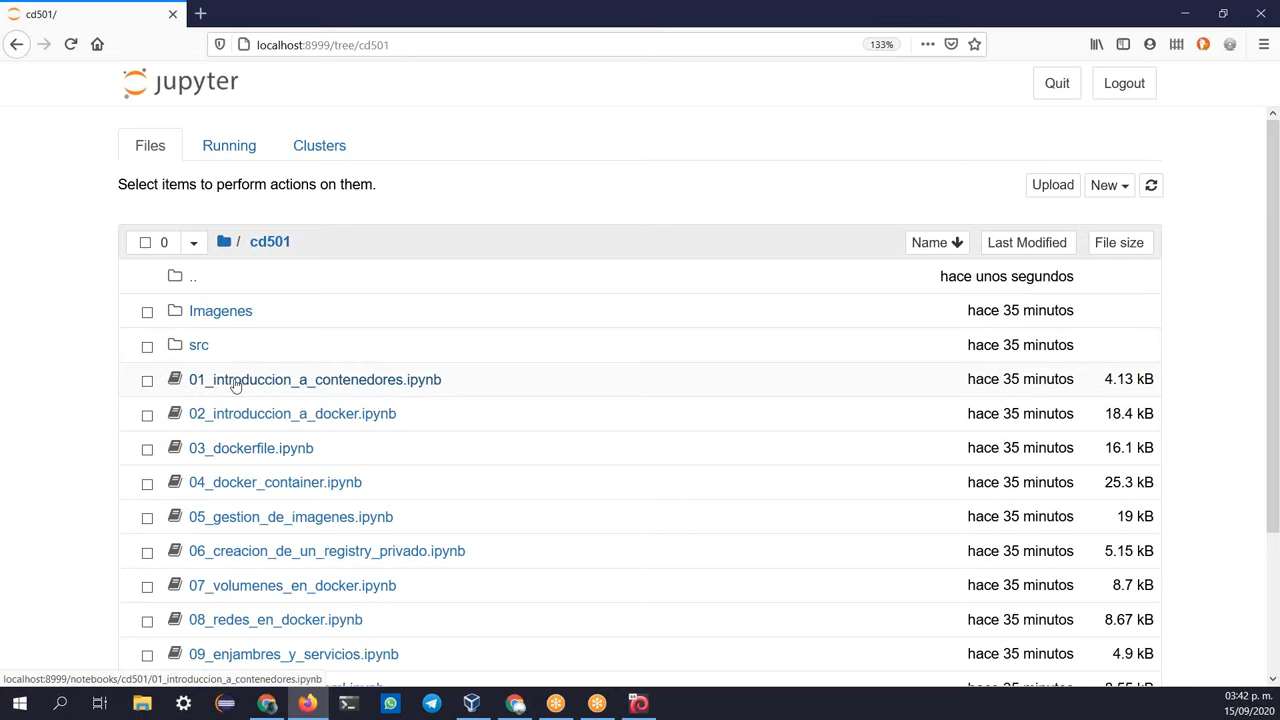 cd501/
localhost:8999/tree/cd501
133%
jupyter
Quit
Logout
Files
Running
Clusters
Select items to perform actions on them.
Upload
New
0
/
cd501
Name
Last Modified
File size
..
hace unos segundos
Imagenes
hace 35 minutos
src
hace 35 minutos
01_introduccion_a_contenedores.ipynb
hace 35 minutos
4.13 kB
02_introduccion_a_docker.ipynb
hace 35 minutos
18.4 kB
03_dockerfile.ipynb
hace 35 minutos
16.1 kB
04_docker_container.ipynb
hace 35 minutos
25.3 kB
05_gestion_de_imagenes.ipynb
hace 35 minutos
19 kB
06_creacion_de_un_registry_privado.ipynb
hace 35 minutos
5.15 kB
07_volumenes_en_docker.ipynb
hace 35 minutos
8.7 kB
08_redes_en_docker.ipynb
hace 35 minutos
8.67 kB
09_enjambres_y_servicios.ipynb
hace 35 minutos
4.9 kB
localhost:8999/notebooks/cd501/01_introduccion_a_contenedores.ipynb
03:42 p. m.
15/09/2020